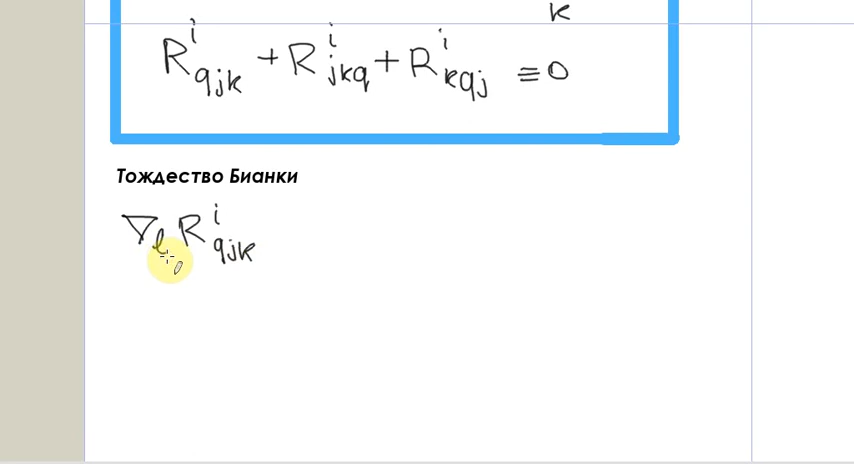 k
R^i_{qjk} + R^i_{jkq} + R^i_{kqj} ≡ 0
Тождество Бианки
∇_ℓ R^i_{qjk}